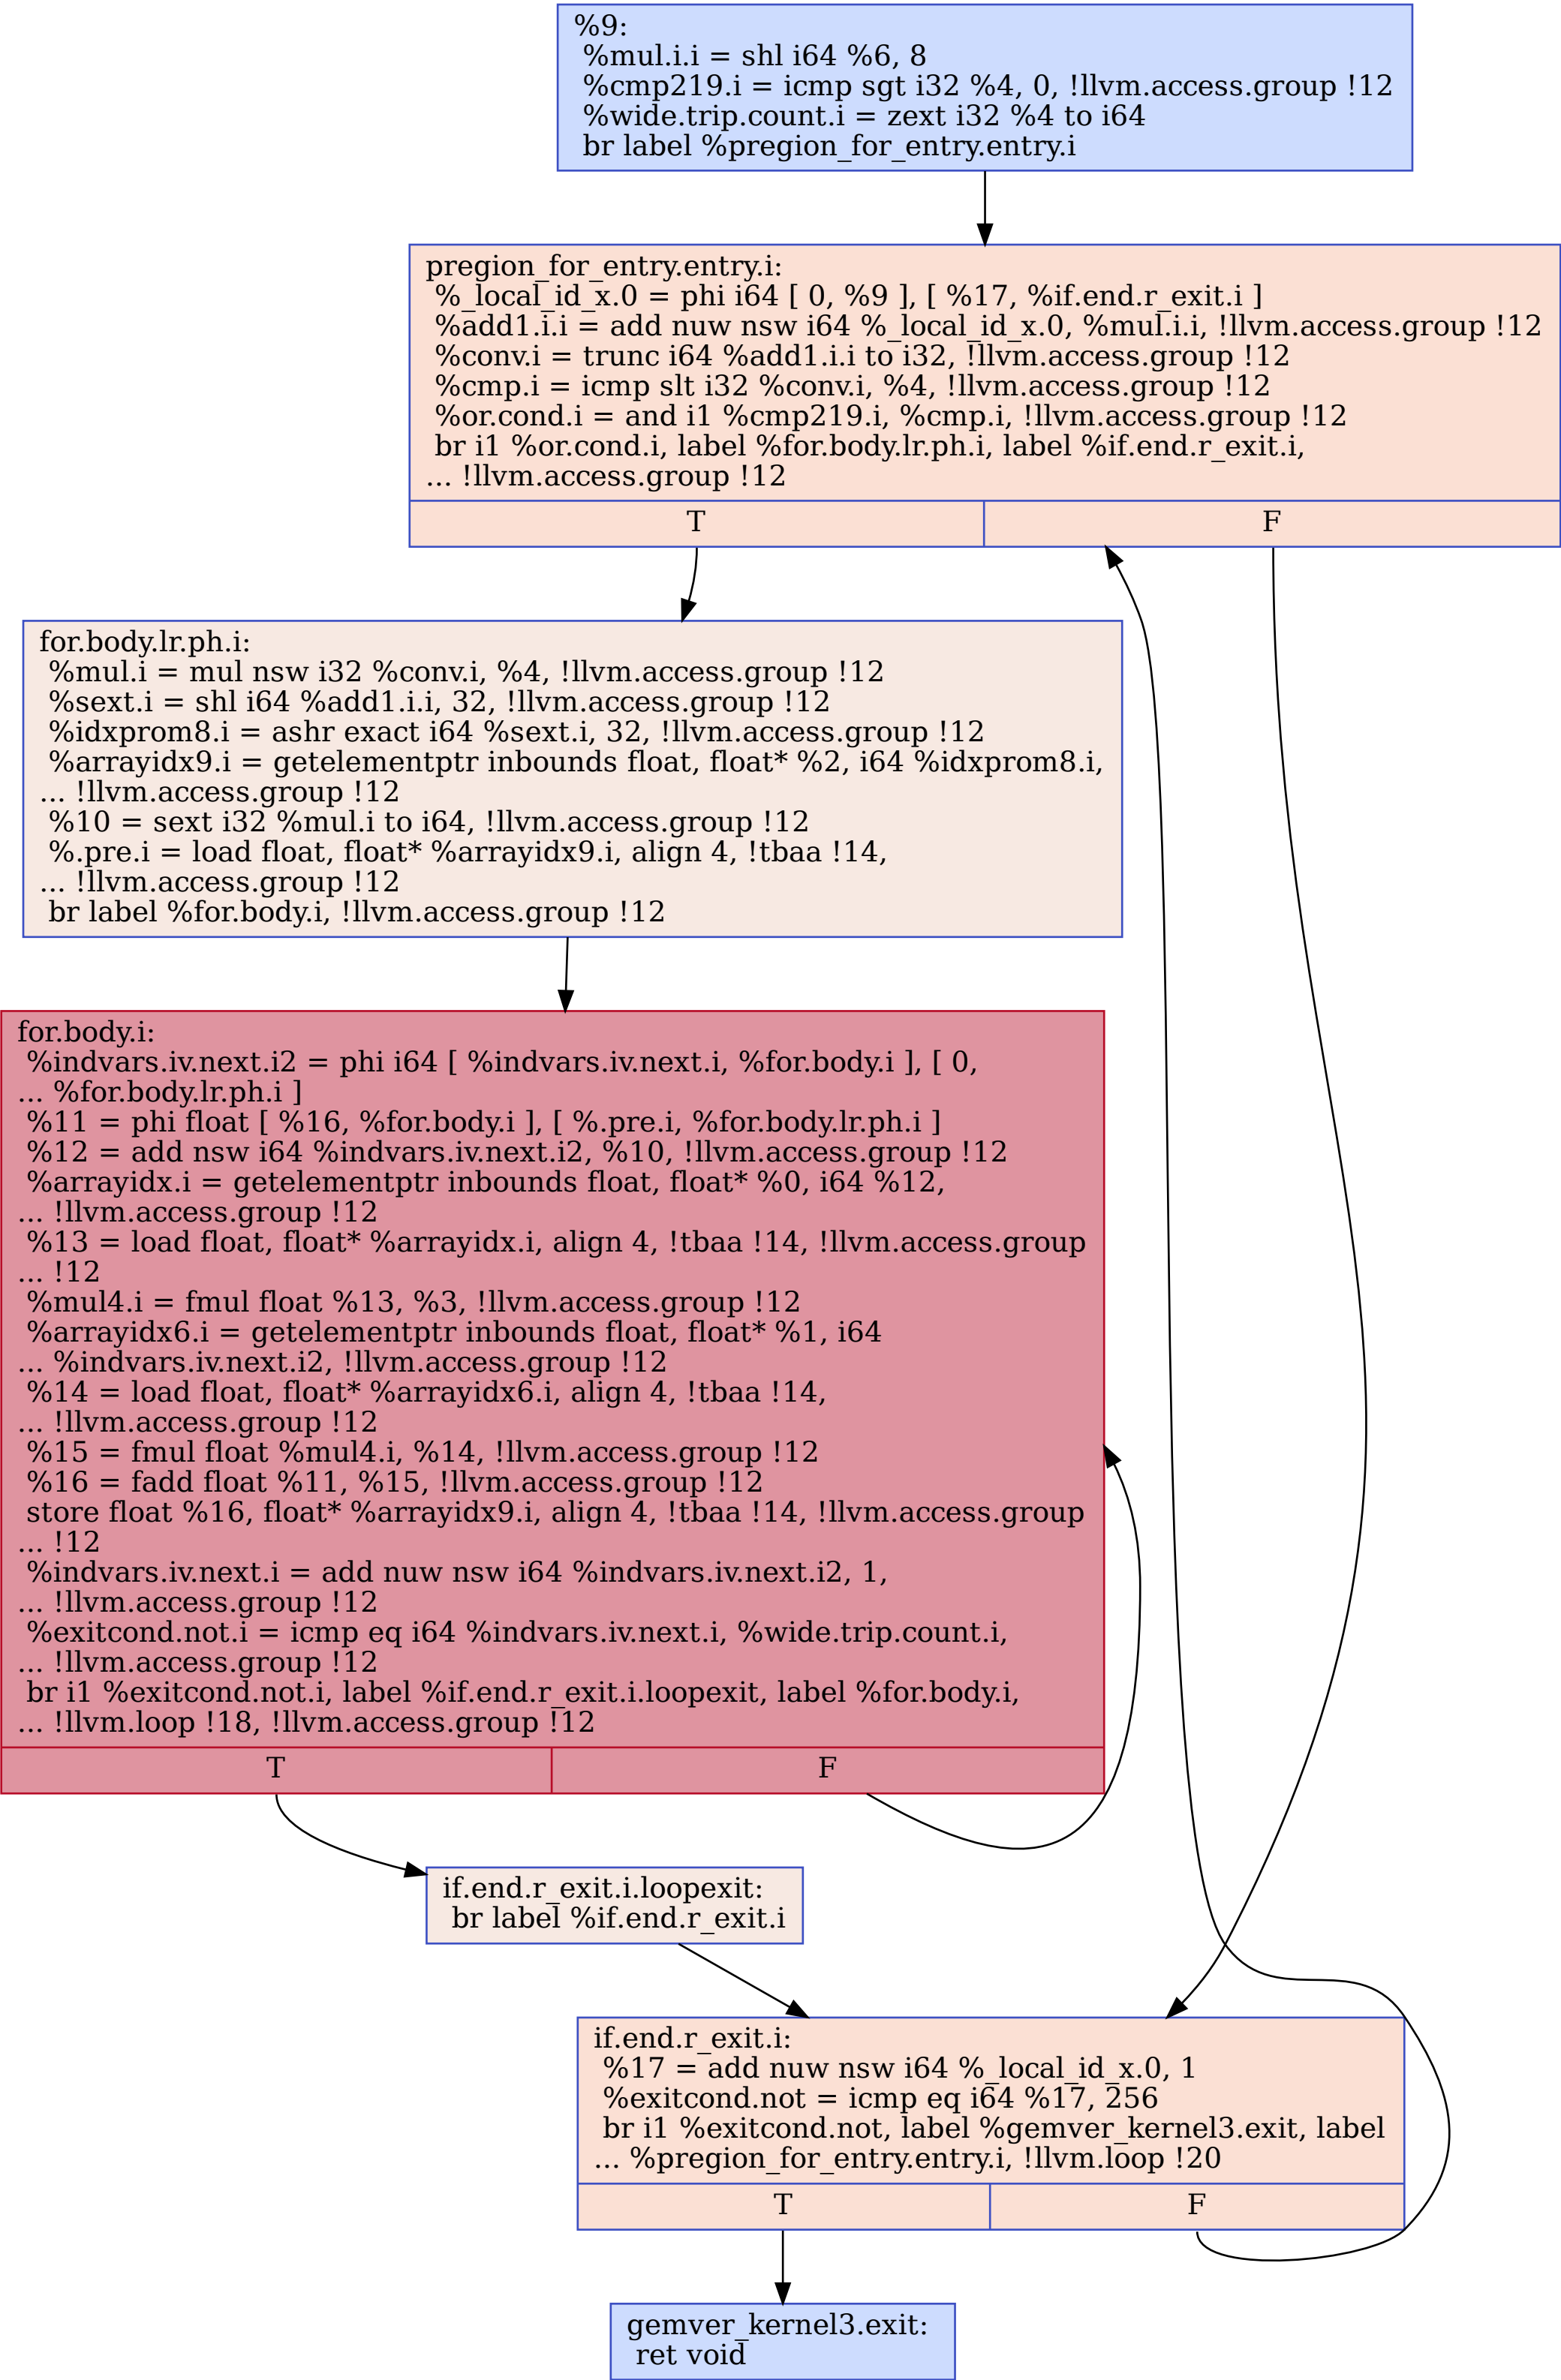 %9:
%mul.i.i = shl i64 %6, 8
%cmp219.i = icmp sgt i32 %4, 0, !llvm.access.group !12
%wide.trip.count.i = zext i32 %4 to i64
br label %pregion_for_entry.entry.i
pregion_for_entry.entry.i:
%_local_id_x.0 = phi i64 [ 0, %9 ], [ %17, %if.end.r_exit.i ]
%add1.i.i = add nuw nsw i64 %_local_id_x.0, %mul.i.i, !llvm.access.group !12
%conv.i = trunc i64 %add1.i.i to i32, !llvm.access.group !12
%cmp.i = icmp slt i32 %conv.i, %4, !llvm.access.group !12
%or.cond.i = and i1 %cmp219.i, %cmp.i, !llvm.access.group !12
br i1 %or.cond.i, label %for.body.lr.ph.i, label %if.end.r_exit.i,
... !llvm.access.group !12
T F
for.body.lr.ph.i:
%mul.i = mul nsw i32 %conv.i, %4, !llvm.access.group !12
%sext.i = shl i64 %add1.i.i, 32, !llvm.access.group !12
%idxprom8.i = ashr exact i64 %sext.i, 32, !llvm.access.group !12
%arrayidx9.i = getelementptr inbounds float, float* %2, i64 %idxprom8.i,
... !llvm.access.group !12
%10 = sext i32 %mul.i to i64, !llvm.access.group !12
%.pre.i = load float, float* %arrayidx9.i, align 4, !tbaa !14,
... !llvm.access.group !12
br label %for.body.i, !llvm.access.group !12
for.body.i:
%indvars.iv.next.i2 = phi i64 [ %indvars.iv.next.i, %for.body.i ], [ 0,
... %for.body.lr.ph.i ]
%11 = phi float [ %16, %for.body.i ], [ %.pre.i, %for.body.lr.ph.i ]
%12 = add nsw i64 %indvars.iv.next.i2, %10, !llvm.access.group !12
%arrayidx.i = getelementptr inbounds float, float* %0, i64 %12,
... !llvm.access.group !12
%13 = load float, float* %arrayidx.i, align 4, !tbaa !14, !llvm.access.group
... !12
%mul4.i = fmul float %13, %3, !llvm.access.group !12
%arrayidx6.i = getelementptr inbounds float, float* %1, i64
... %indvars.iv.next.i2, !llvm.access.group !12
%14 = load float, float* %arrayidx6.i, align 4, !tbaa !14,
... !llvm.access.group !12
%15 = fmul float %mul4.i, %14, !llvm.access.group !12
%16 = fadd float %11, %15, !llvm.access.group !12
store float %16, float* %arrayidx9.i, align 4, !tbaa !14, !llvm.access.group
... !12
%indvars.iv.next.i = add nuw nsw i64 %indvars.iv.next.i2, 1,
... !llvm.access.group !12
%exitcond.not.i = icmp eq i64 %indvars.iv.next.i, %wide.trip.count.i,
... !llvm.access.group !12
br i1 %exitcond.not.i, label %if.end.r_exit.i.loopexit, label %for.body.i,
... !llvm.loop !18, !llvm.access.group !12
T F
if.end.r_exit.i.loopexit:
br label %if.end.r_exit.i
if.end.r_exit.i:
%17 = add nuw nsw i64 %_local_id_x.0, 1
%exitcond.not = icmp eq i64 %17, 256
br i1 %exitcond.not, label %gemver_kernel3.exit, label
... %pregion_for_entry.entry.i, !llvm.loop !20
T F
gemver_kernel3.exit:
ret void